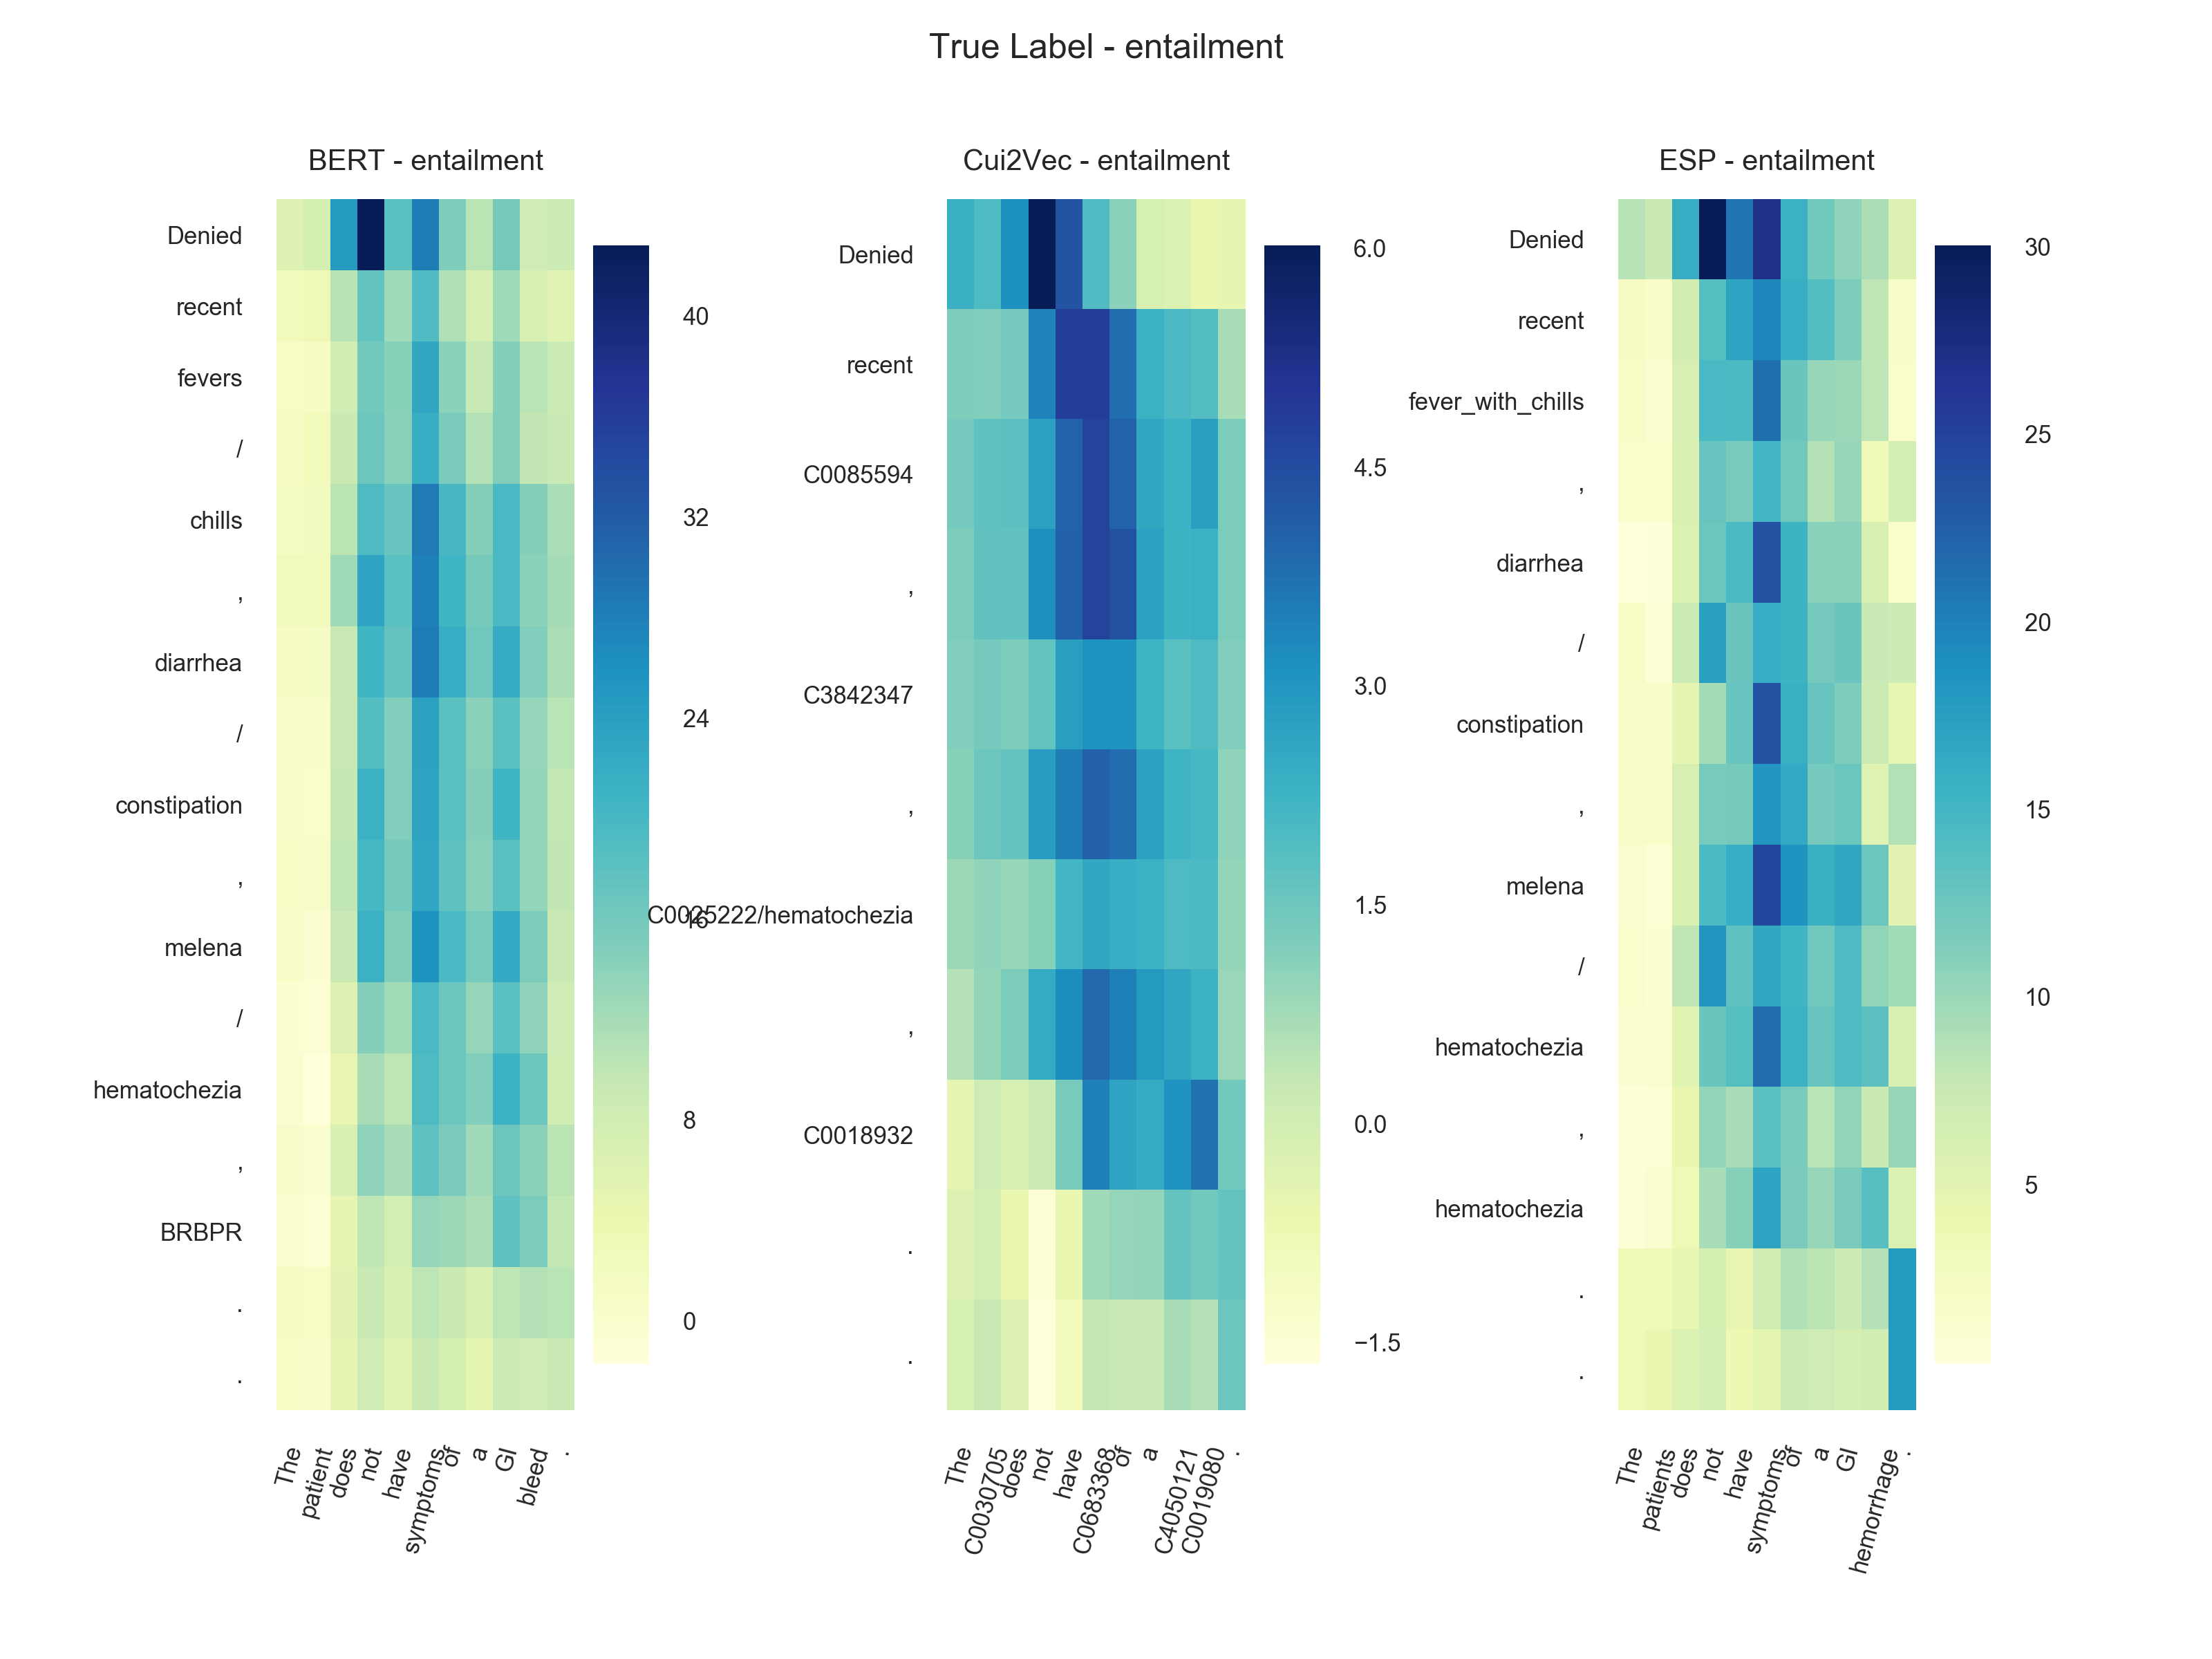 True Label - entailment
BERT - entailment
Denied
recent
fevers
/
chills
,
diarrhea
/
constipation
,
melena
/
hematochezia
,
BRBPR
.
.
The
patient
does
not
have
symptoms
of
a
GI
bleed
.
40
32
24
16
8
0
Cui2Vec - entailment
Denied
recent
C0085594
,
C3842347
,
C0025222/hematochezia
,
C0018932
.
.
The
C0030705
does
not
have
C0683368
of
a
C4050121
C0019080
.
6.0
4.5
3.0
1.5
0.0
−1.5
ESP - entailment
Denied
recent
fever_with_chills
,
diarrhea
/
constipation
,
melena
/
hematochezia
,
hematochezia
.
.
The
patients
does
not
have
symptoms
of
a
GI
hemorrhage
.
30
25
20
15
10
5